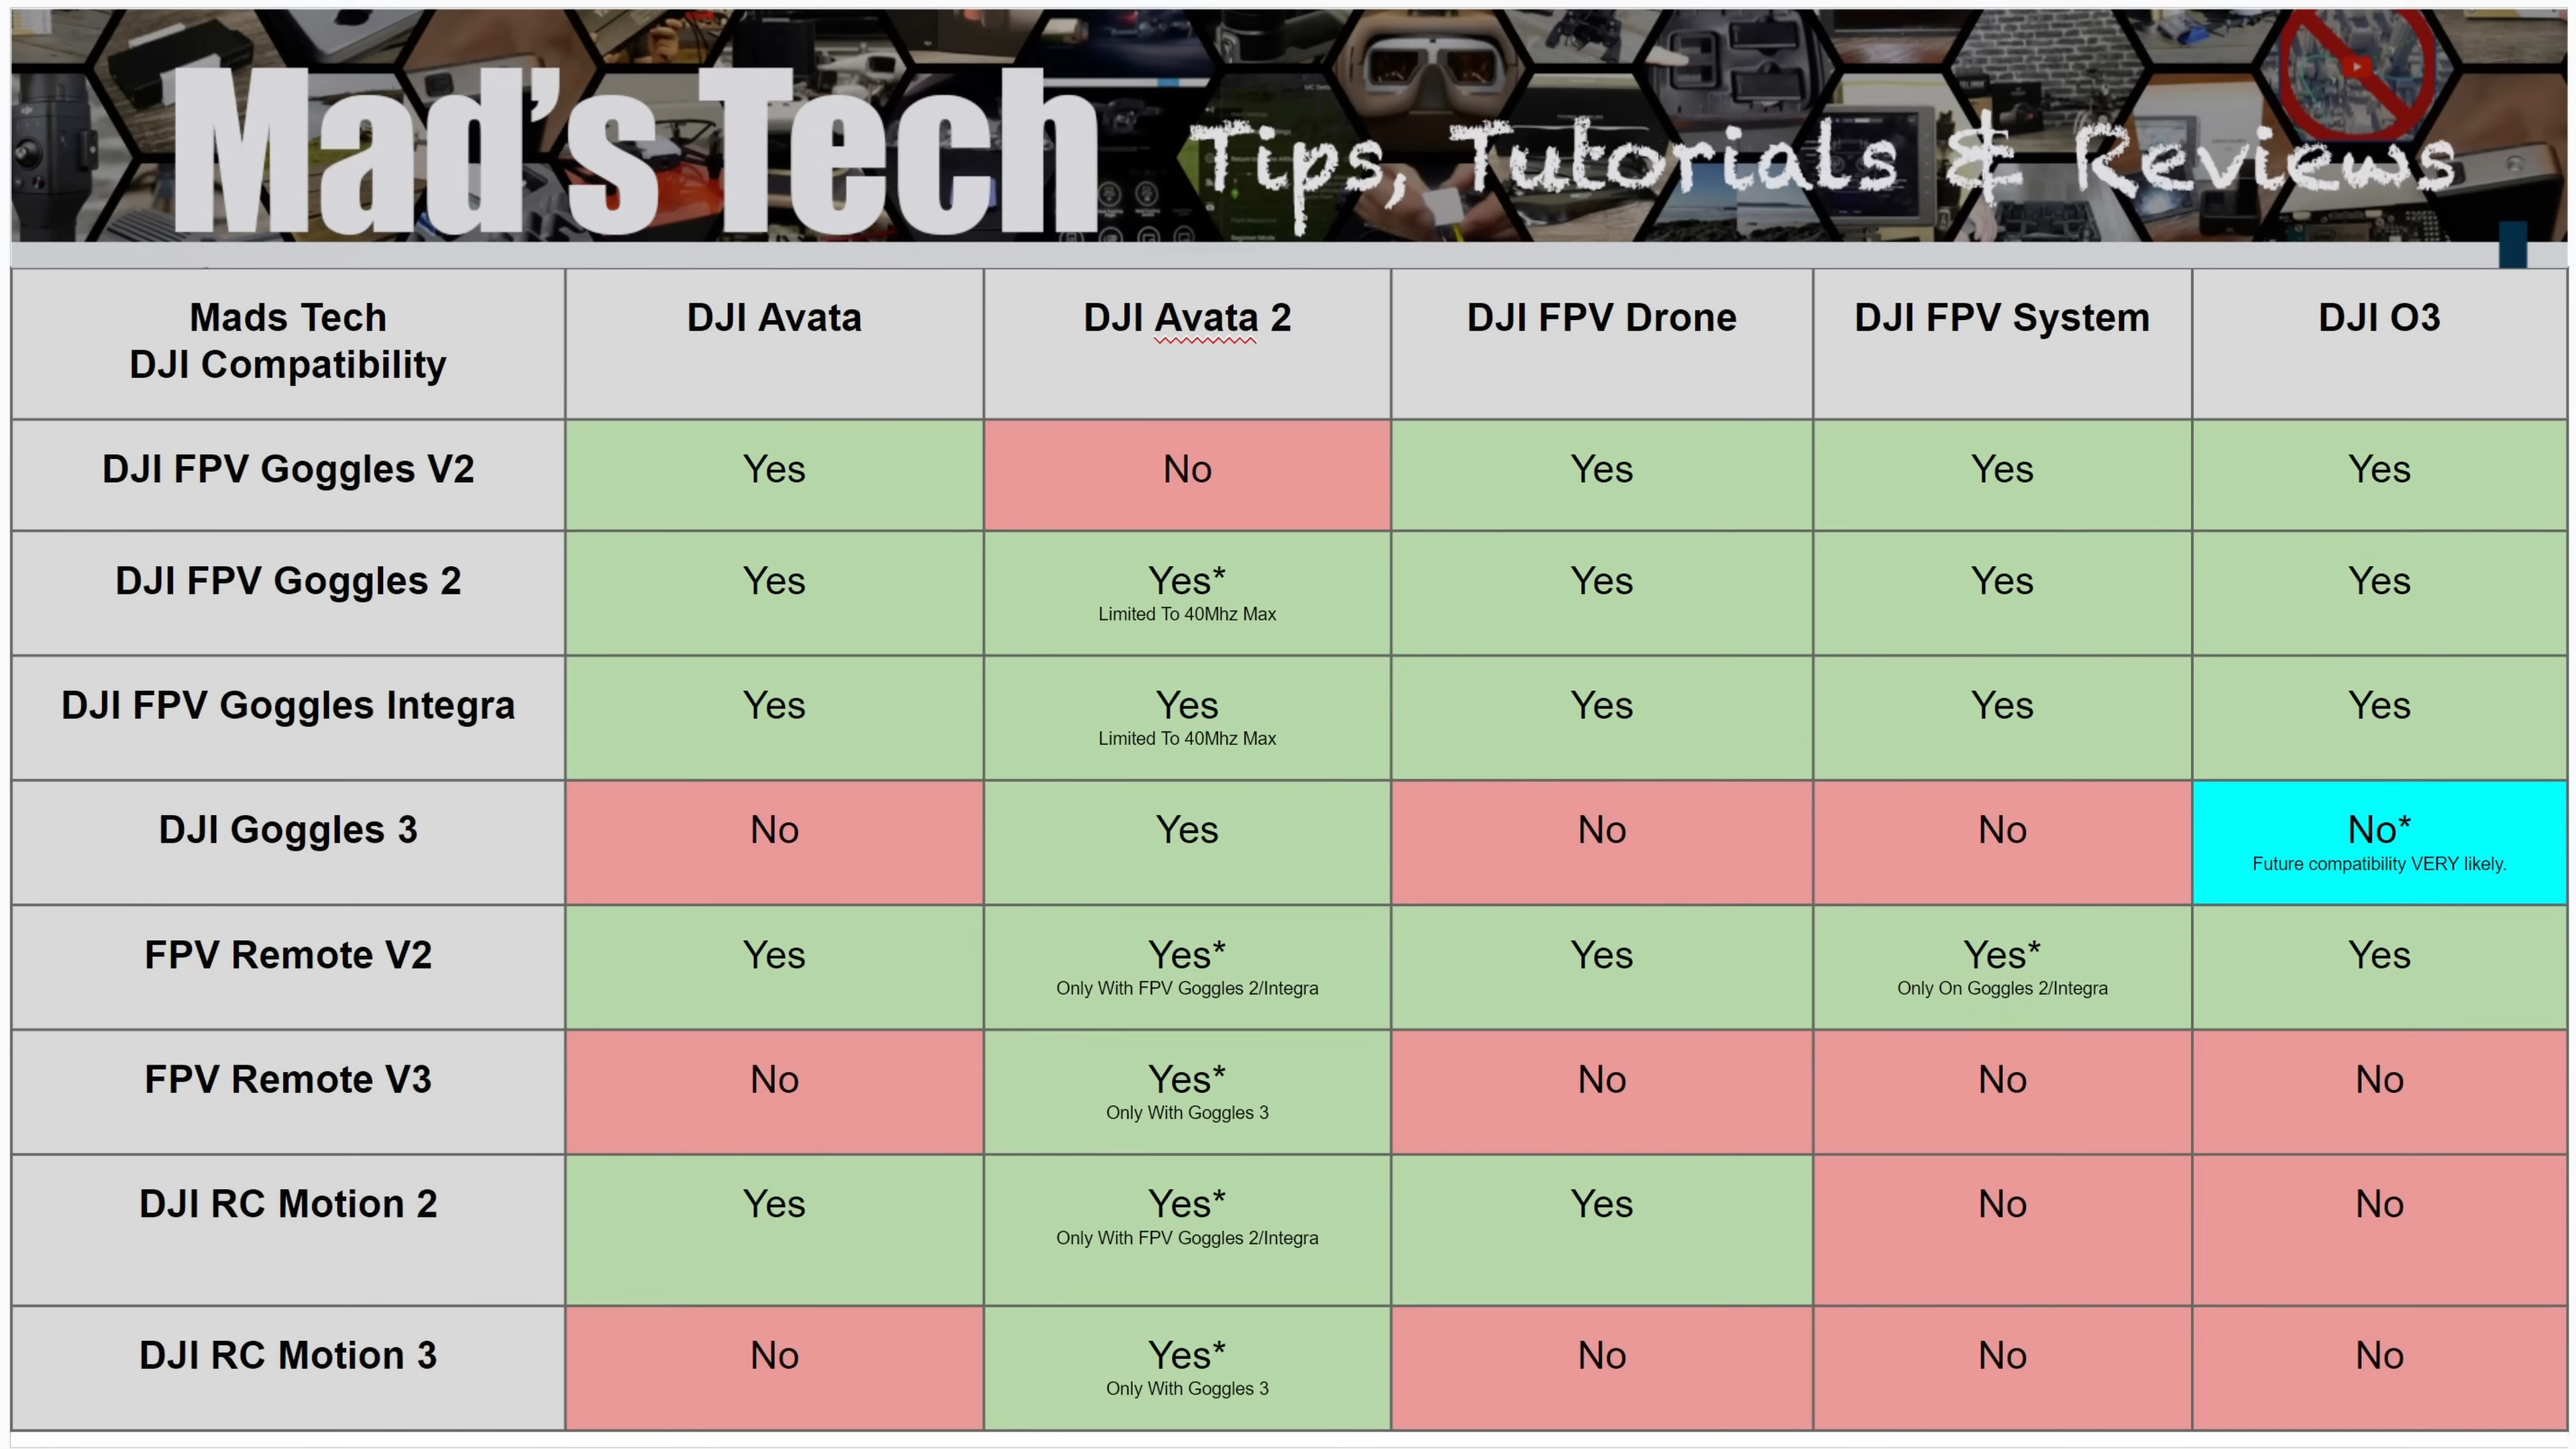 Mad's Tech Tips, Tutorials & Reviews
Mads Tech
DJI Compatibility
DJI Avata
DJI Avata 2
DJI FPV Drone
DJI FPV System
DJI O3
DJI FPV Goggles V2
Yes
No
Yes
Yes
Yes
DJI FPV Goggles 2
Yes
Yes*
Limited To 40Mhz Max
Yes
Yes
Yes
DJI FPV Goggles Integra
Yes
Yes
Limited To 40Mhz Max
Yes
Yes
Yes
DJI Goggles 3
No
Yes
No
No
No*
Future compatibility VERY likely.
FPV Remote V2
Yes
Yes*
Only With FPV Goggles 2/Integra
Yes
Yes*
Only On Goggles 2/Integra
Yes
FPV Remote V3
No
Yes*
Only With Goggles 3
No
No
No
DJI RC Motion 2
Yes
Yes*
Only With FPV Goggles 2/Integra
Yes
No
No
DJI RC Motion 3
No
Yes*
Only With Goggles 3
No
No
No